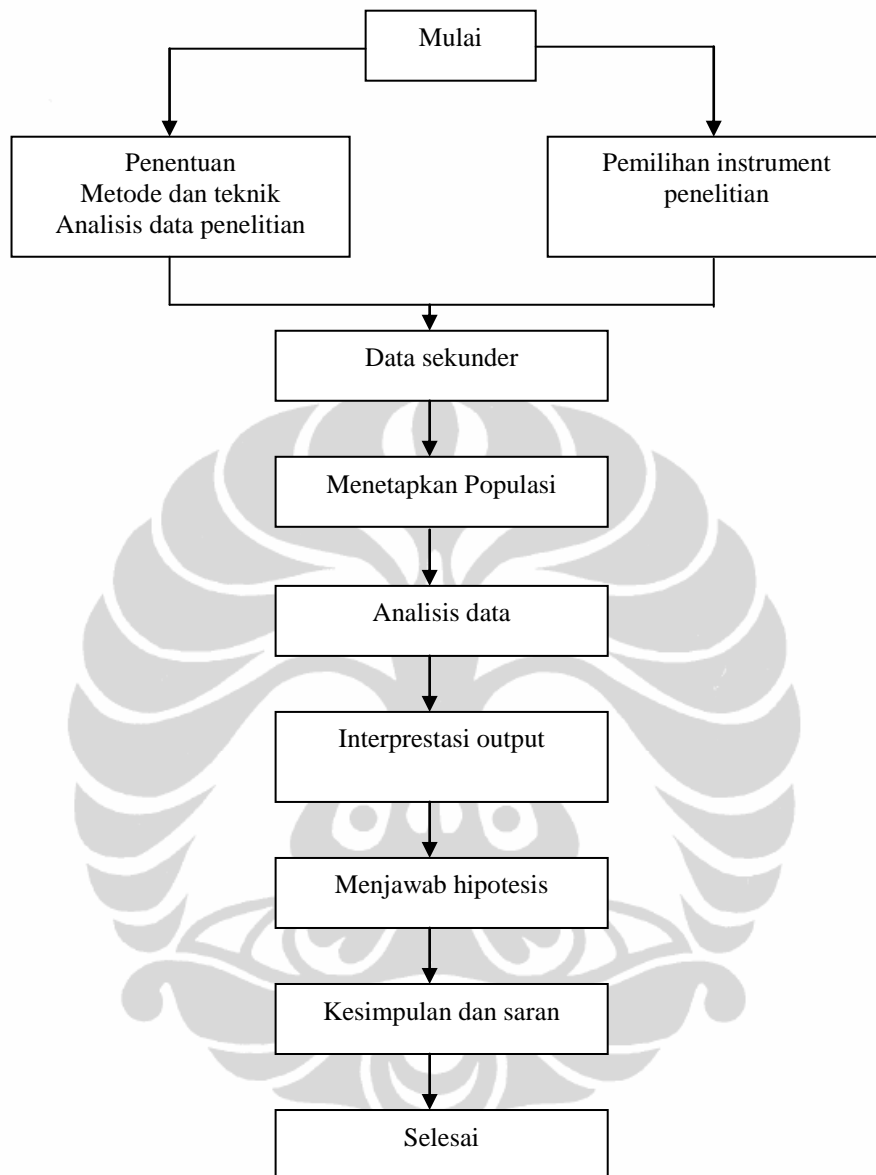 Mulai
Penentuan
Metode dan teknik
Analisis data penelitian
Pemilihan instrument
penelitian
Data sekunder
Menetapkan Populasi
Analisis data
Interprestasi output
Menjawab hipotesis
Kesimpulan dan saran
Selesai